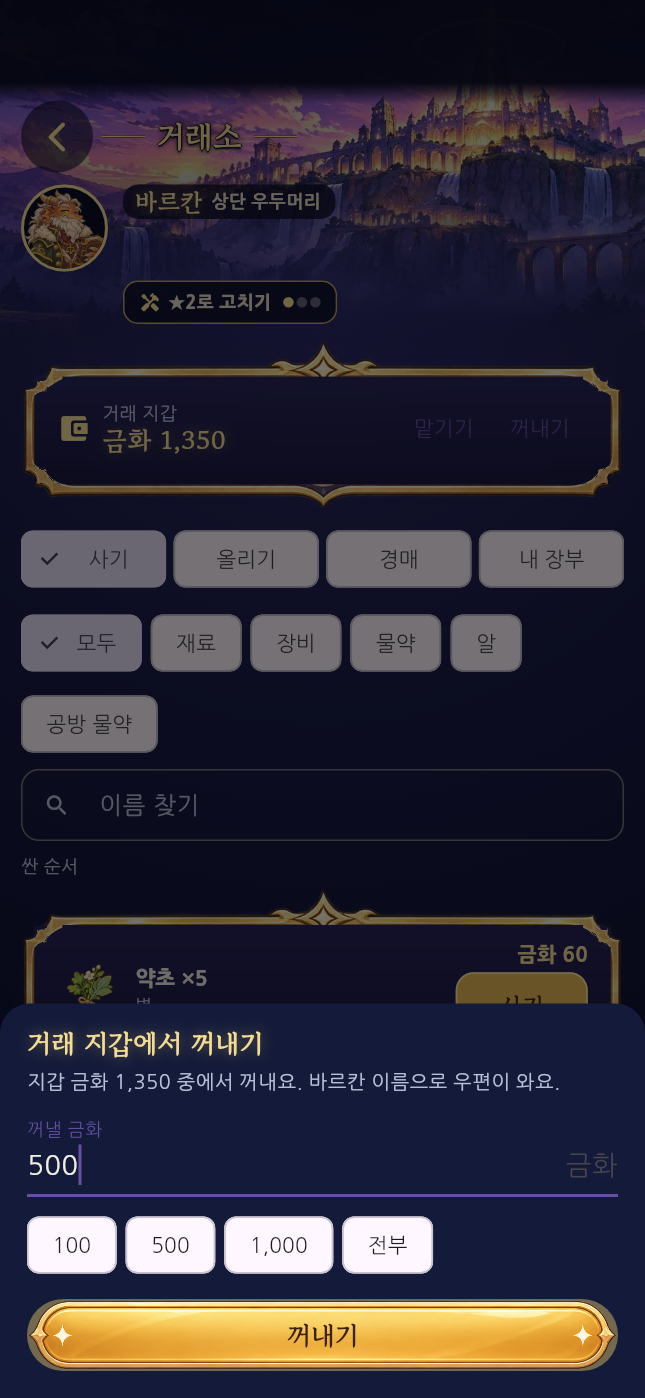 거래소
바르칸 상단 우두머리
★2로 고치기
거래 지갑
금화 1,350
맡기기 꺼내기
사기 올리기 경매 내 장부
모두 재료 장비 물약 알
공방 물약
이름 찾기
싼 순서
금화 60
약초 ×5
거래 지갑에서 꺼내기
지갑 금화 1,350 중에서 꺼내요. 바르칸 이름으로 우편이 와요.
꺼낼 금화
500 금화
100 500 1,000 전부
꺼내기